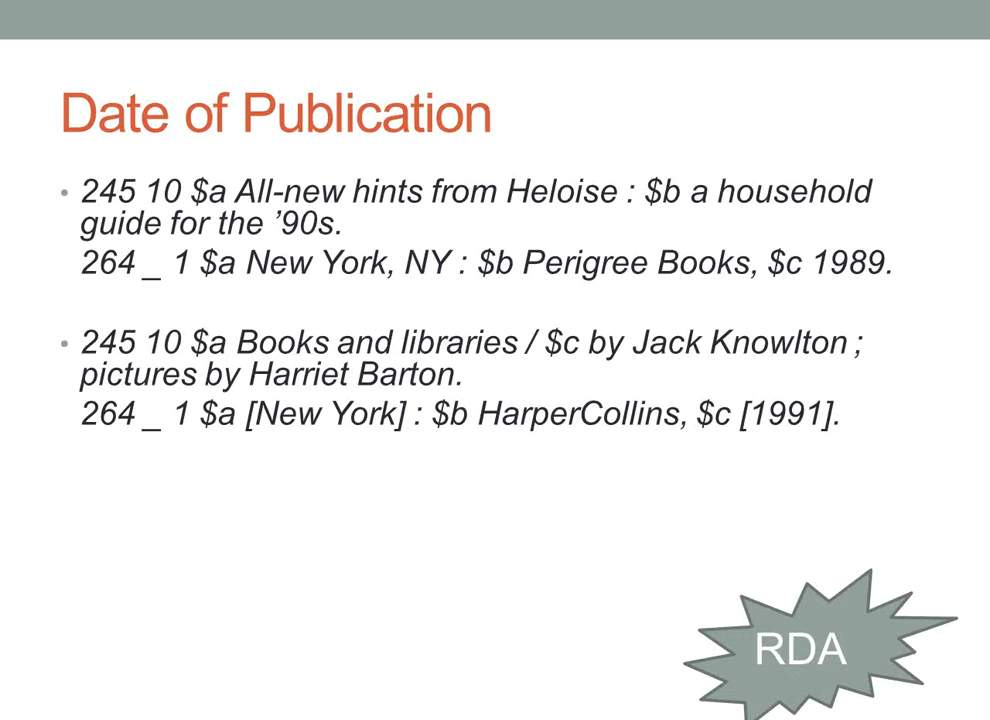 Date of Publication
• 245 10 $a All-new hints from Heloise : $b a household
guide for the ’90s.
264 _ 1 $a New York, NY : $b Perigree Books, $c 1989.
• 245 10 $a Books and libraries / $c by Jack Knowlton ;
pictures by Harriet Barton.
264 _ 1 $a [New York] : $b HarperCollins, $c [1991].
RDA